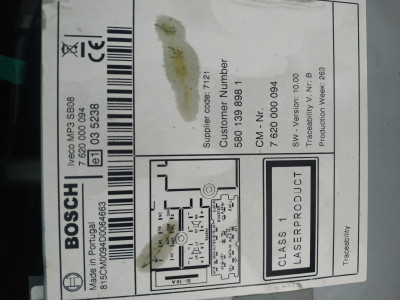 BOSCH
Iveco MP3 SB08
7 620 000 094
e1 03 5238
CE
Made in Portugal
815CM0094D0064663
Supplier code: 7121
Customer Number
580 139 898 1
CM - Nr.
7 620 000 094
SW - Version: 10.00
Traceability V. Nr: B
Production Week: 263
CLASS 1
LASERPRODUCT
Traceability